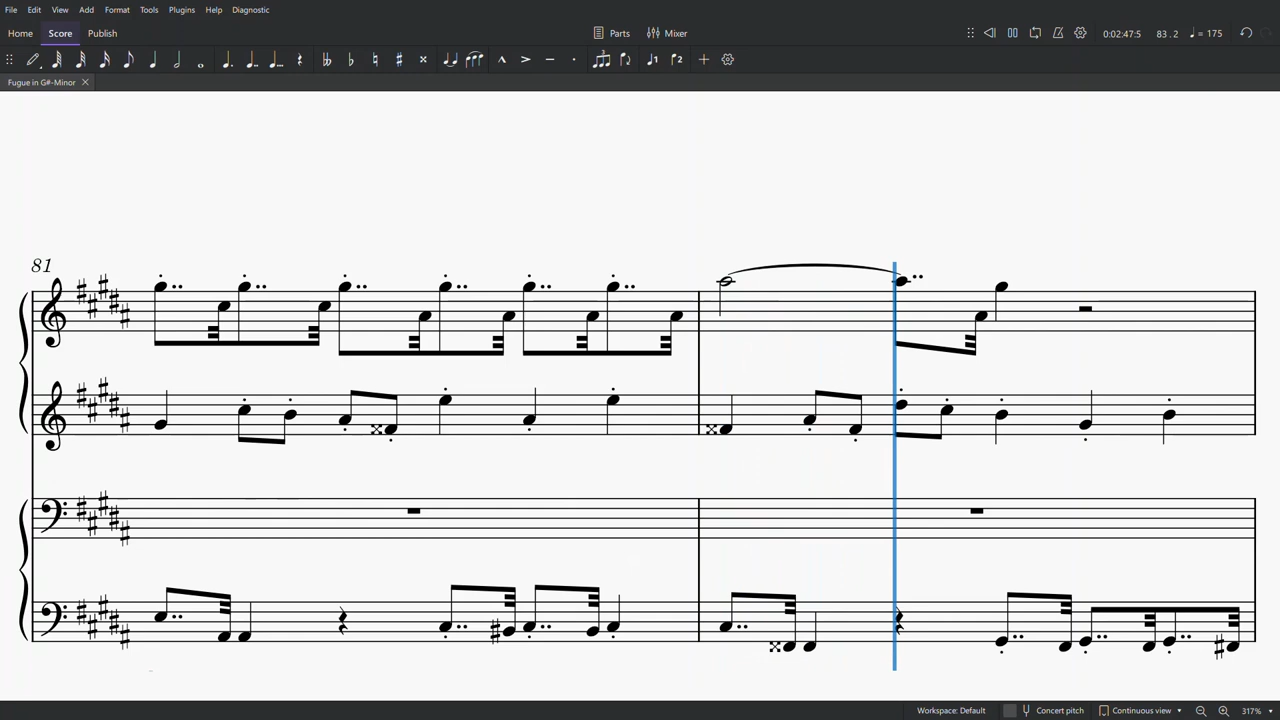 File Edit View Add Format Tools Plugins Help Diagnostic
Home Score Publish Parts Mixer 0:02:47:5 83 . 2 = 175
Fugue in G#-Minor
81
Workspace: Default Concert pitch Continuous view 317%